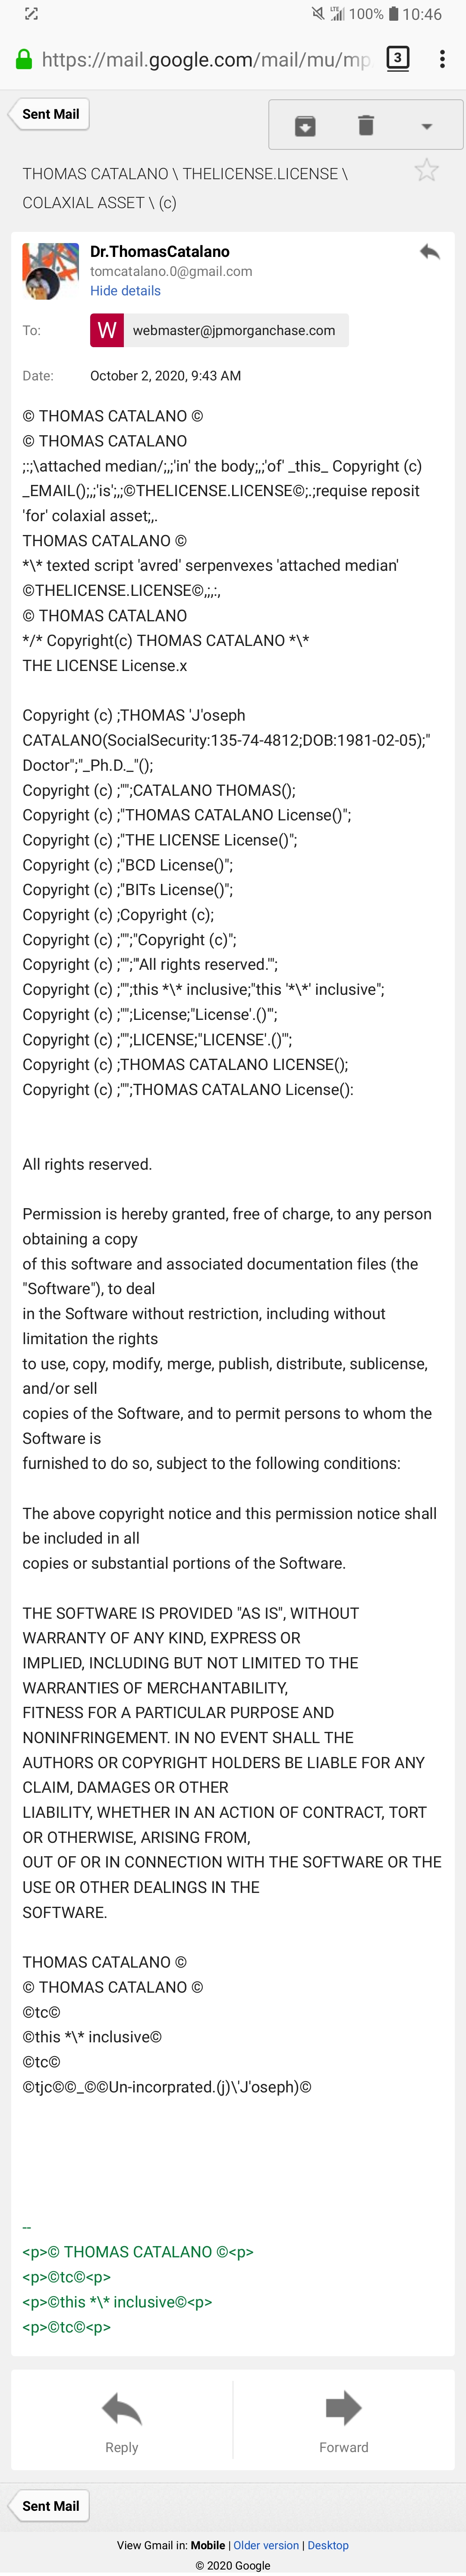 100% 10:46
https://mail.google.com/mail/mu/mp
3
Sent Mail
THOMAS CATALANO \ THELICENSE.LICENSE \
COLAXIAL ASSET \ (c)
Dr.ThomasCatalano
tomcatalano.0@gmail.com
Hide details
To: W webmaster@jpmorganchase.com
Date: October 2, 2020, 9:43 AM
© THOMAS CATALANO ©
© THOMAS CATALANO
;:;\attached median/;,;'in' the body;,;'of' _this_ Copyright (c)
_EMAIL();,;'is';,;©THELICENSE.LICENSE©;.;requise reposit
'for' colaxial asset;,.
THOMAS CATALANO ©
*\* texted script 'avred' serpenvexes 'attached median'
©THELICENSE.LICENSE©,;,:,
© THOMAS CATALANO
*/* Copyright(c) THOMAS CATALANO *\*
THE LICENSE License.x
Copyright (c) ;THOMAS 'J'oseph
CATALANO(SocialSecurity:[redacted];DOB:[redacted]);"
Doctor";"_Ph.D._"();
Copyright (c) ;"";CATALANO THOMAS();
Copyright (c) ;"THOMAS CATALANO License()";
Copyright (c) ;"THE LICENSE License()";
Copyright (c) ;"BCD License()";
Copyright (c) ;"BITs License()";
Copyright (c) ;Copyright (c);
Copyright (c) ;"";"Copyright (c)";
Copyright (c) ;"";"'All rights reserved.'";
Copyright (c) ;"";this *\* inclusive;"this '*\*' inclusive";
Copyright (c) ;"";License;"License'.()'";
Copyright (c) ;"";LICENSE;"LICENSE'.()'";
Copyright (c) ;THOMAS CATALANO LICENSE();
Copyright (c) ;"";THOMAS CATALANO License():
All rights reserved.
Permission is hereby granted, free of charge, to any person
obtaining a copy
of this software and associated documentation files (the
"Software"), to deal
in the Software without restriction, including without
limitation the rights
to use, copy, modify, merge, publish, distribute, sublicense,
and/or sell
copies of the Software, and to permit persons to whom the
Software is
furnished to do so, subject to the following conditions:
The above copyright notice and this permission notice shall
be included in all
copies or substantial portions of the Software.
THE SOFTWARE IS PROVIDED "AS IS", WITHOUT
WARRANTY OF ANY KIND, EXPRESS OR
IMPLIED, INCLUDING BUT NOT LIMITED TO THE
WARRANTIES OF MERCHANTABILITY,
FITNESS FOR A PARTICULAR PURPOSE AND
NONINFRINGEMENT. IN NO EVENT SHALL THE
AUTHORS OR COPYRIGHT HOLDERS BE LIABLE FOR ANY
CLAIM, DAMAGES OR OTHER
LIABILITY, WHETHER IN AN ACTION OF CONTRACT, TORT
OR OTHERWISE, ARISING FROM,
OUT OF OR IN CONNECTION WITH THE SOFTWARE OR THE
USE OR OTHER DEALINGS IN THE
SOFTWARE.
THOMAS CATALANO ©
© THOMAS CATALANO ©
©tc©
©this *\* inclusive©
©tc©
©tjc©©_©©Un-incorprated.(j)\'J'oseph)©
--
<p>© THOMAS CATALANO ©<p>
<p>©tc©<p>
<p>©this *\* inclusive©<p>
<p>©tc©<p>
Reply Forward
Sent Mail
View Gmail in: Mobile | Older version | Desktop
© 2020 Google